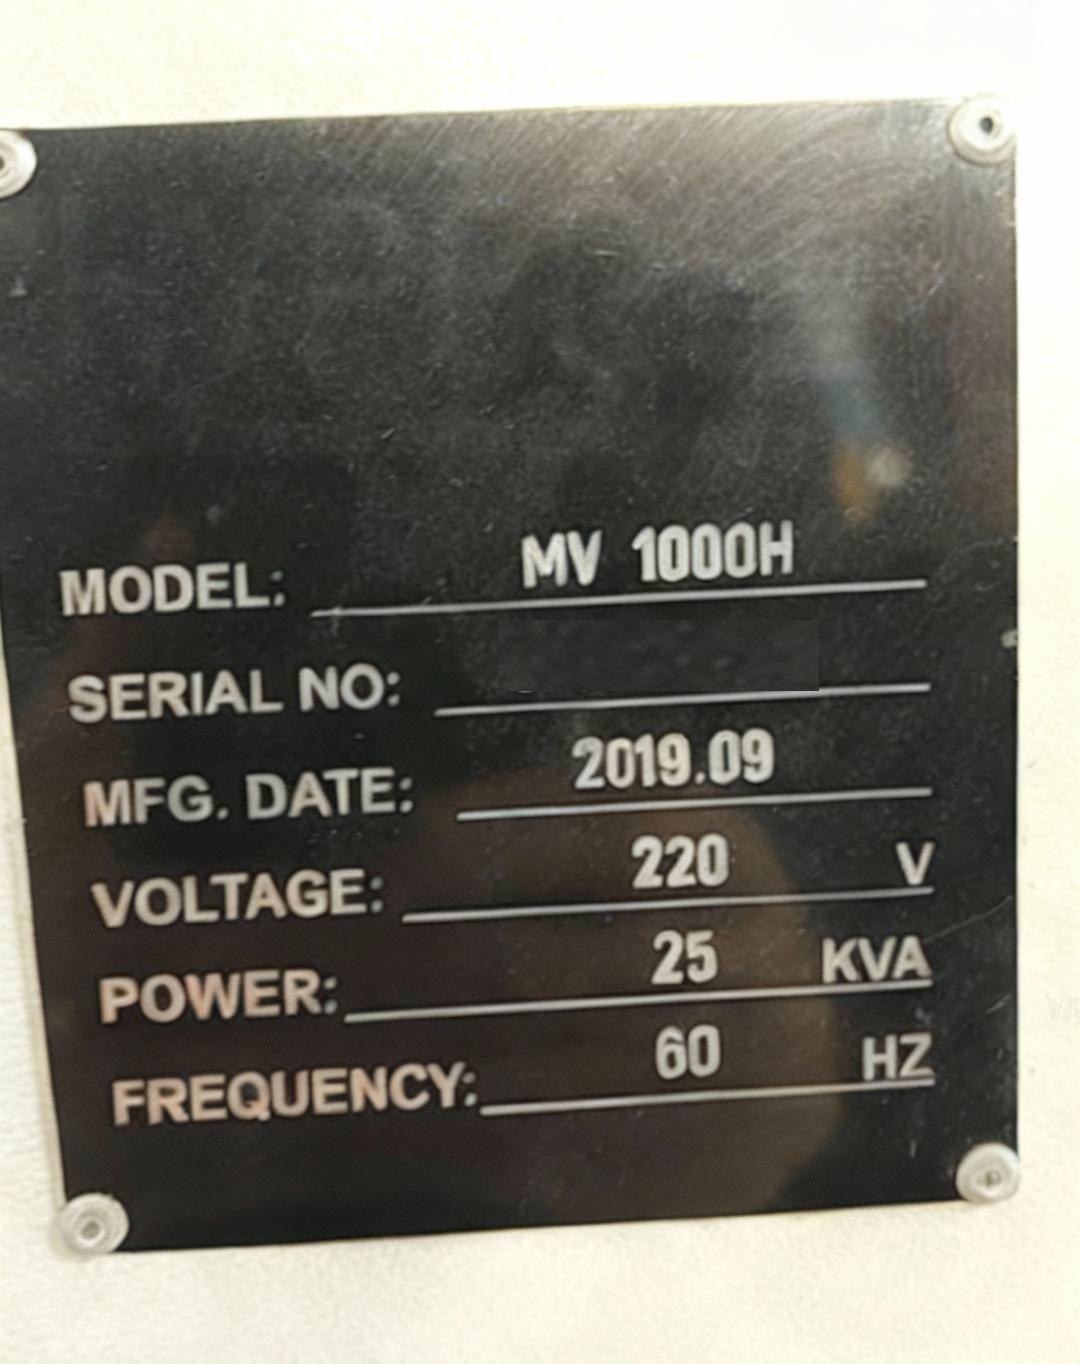 MODEL: MV 1000H
SERIAL NO:
MFG. DATE: 2019.09
VOLTAGE: 220 V
POWER: 25 KVA
FREQUENCY: 60 HZ